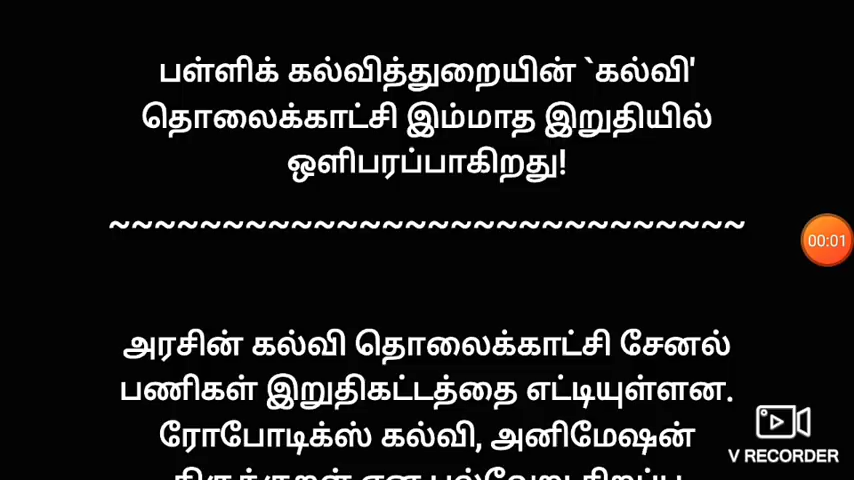 பள்ளிக் கல்வித்துறையின் `கல்வி'
தொலைக்காட்சி இம்மாத இறுதியில்
ஒளிபரப்பாகிறது!
~~~~~~~~~~~~~~~~~~~~~~~~~~~~
00:01
அரசின் கல்வி தொலைக்காட்சி சேனல்
பணிகள் இறுதிகட்டத்தை எட்டியுள்ளன.
ரோபோடிக்ஸ் கல்வி, அனிமேஷன்
V RECORDER